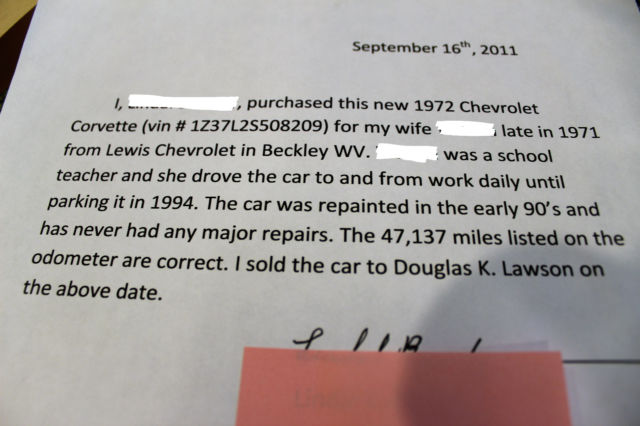 September 16th, 2011
I, , purchased this new 1972 Chevrolet
Corvette (vin # 1Z37L2S508209) for my wife late in 1971
from Lewis Chevrolet in Beckley WV. was a school
teacher and she drove the car to and from work daily until
parking it in 1994. The car was repainted in the early 90's and
has never had any major repairs. The 47,137 miles listed on the
odometer are correct. I sold the car to Douglas K. Lawson on
the above date.